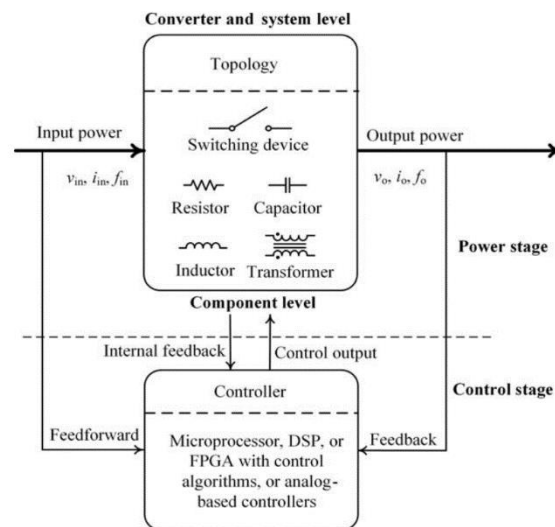 Converter and system level
Topology
Input power
Switching device
Output power
vin, iin, fin
vo, io, fo
Resistor
Capacitor
Inductor
Transformer
Power stage
Component level
Internal feedback
Control output
Controller
Control stage
Feedforward
Microprocessor, DSP, or
FPGA with control
algorithms, or analog-
based controllers
Feedback